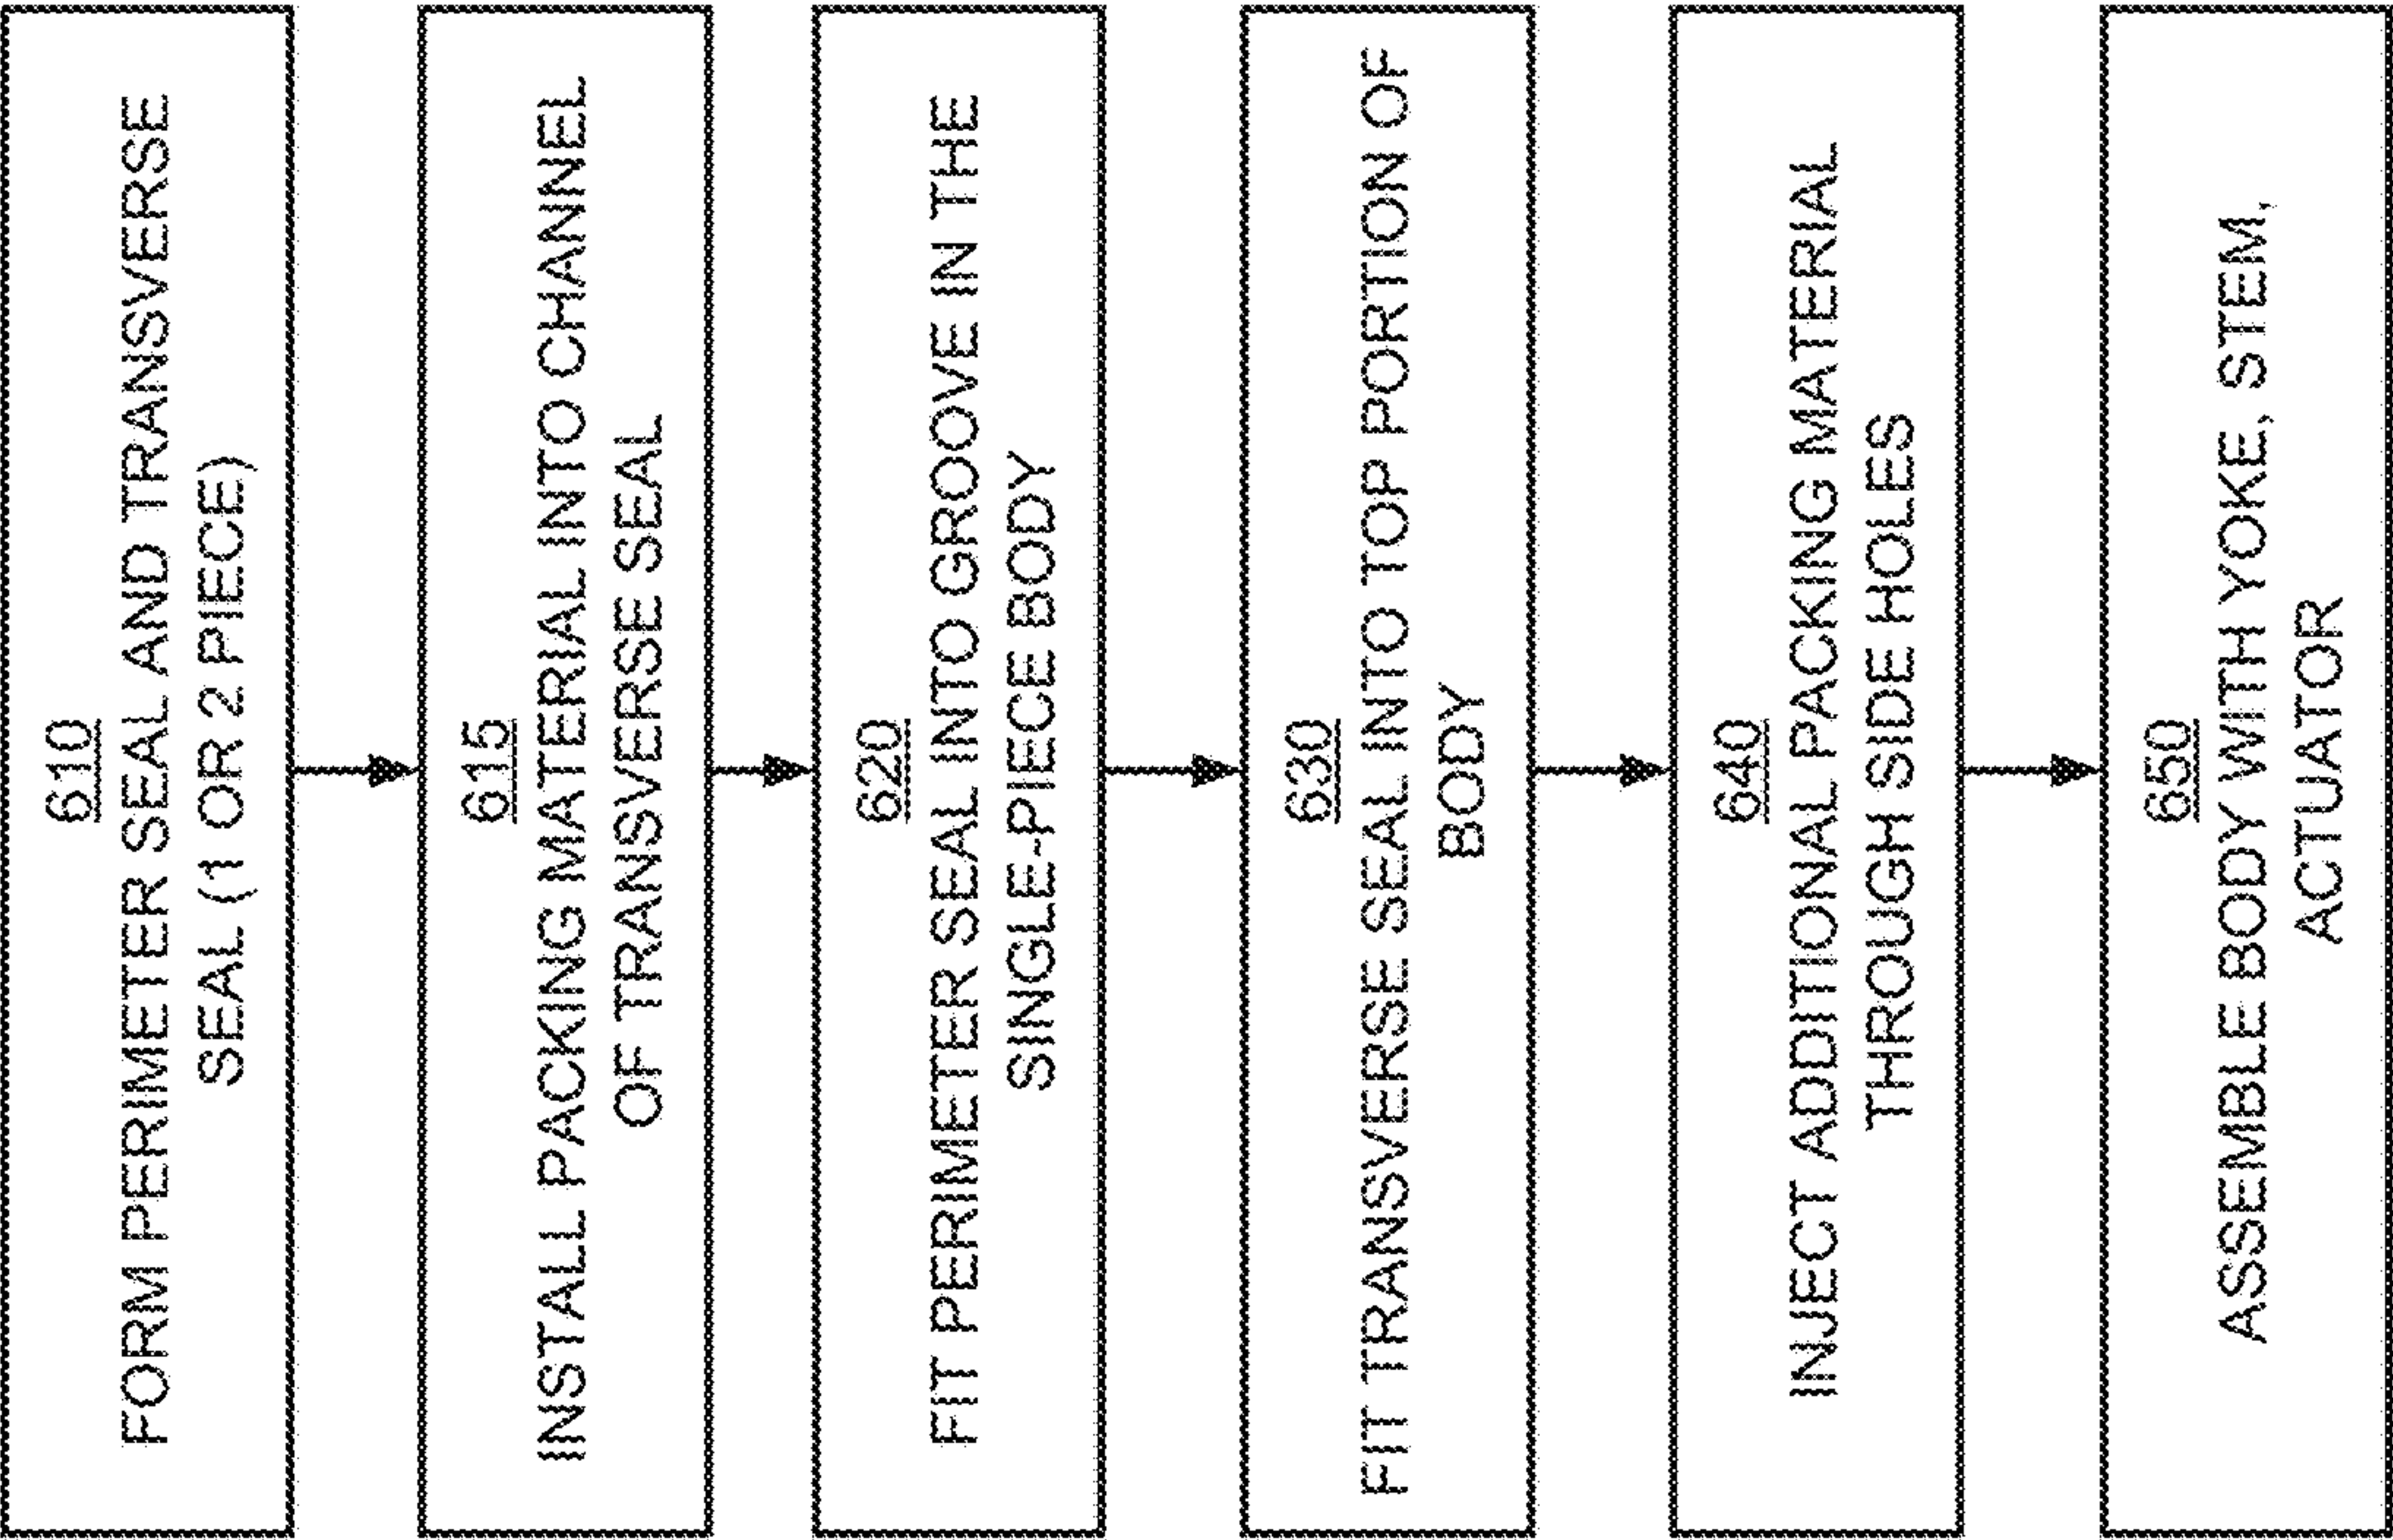 610
FORM PERIMETER SEAL AND TRANSVERSE
SEAL (1 OR 2 PIECE)
615
INSTALL PACKING MATERIAL INTO CHANNEL
OF TRANSVERSE SEAL
620
FIT PERIMETER SEAL INTO GROOVE IN THE
SINGLE-PIECE BODY
630
FIT TRANSVERSE SEAL INTO TOP PORTION OF
BODY
640
INJECT ADDITIONAL PACKING MATERIAL
THROUGH SIDE HOLES
650
ASSEMBLE BODY WITH YOKE, STEM,
ACTUATOR